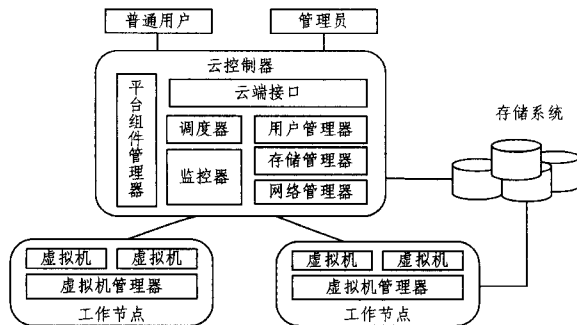 普通用户
管理员
云控制器
平台组件管理器
云端接口
调度器
用户管理器
存储系统
监控器
存储管理器
网络管理器
虚拟机
虚拟机
虚拟机
虚拟机
虚拟机管理器
虚拟机管理器
工作节点
工作节点